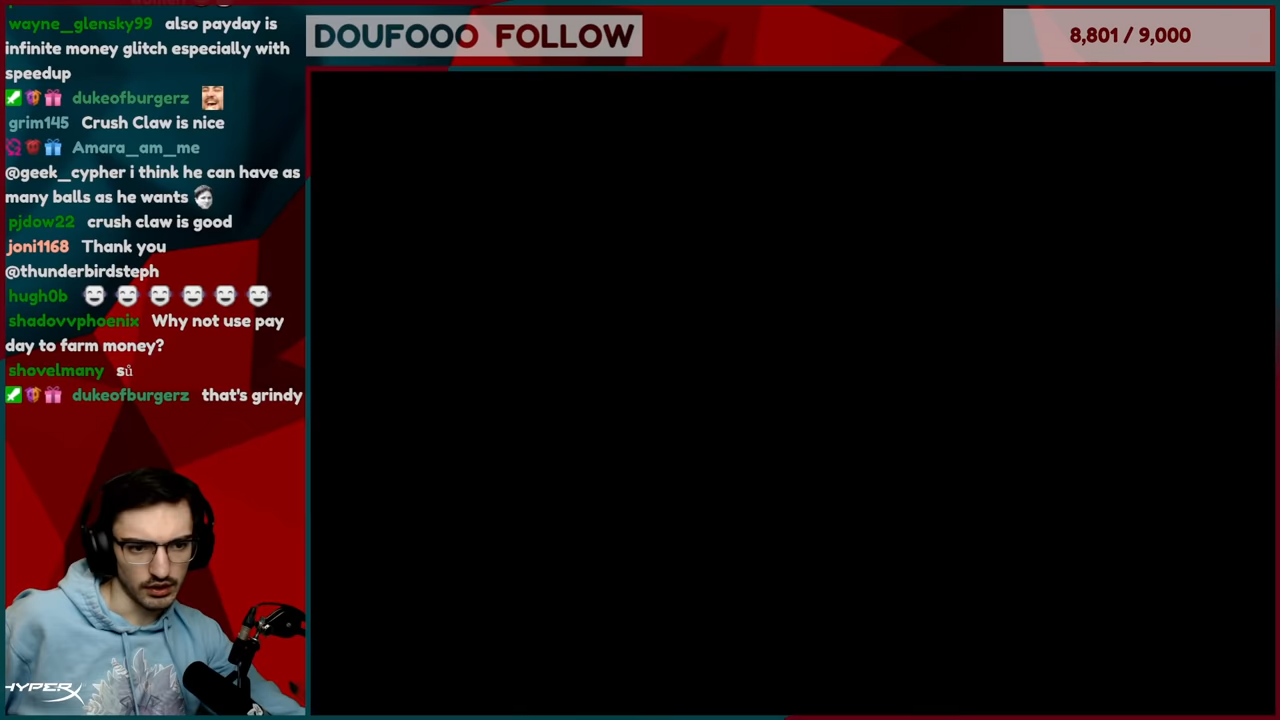 wayne_glensky99 also payday is
infinite money glitch especially with
speedup
dukeofburgerz
grim145 Crush Claw is nice
Amara_am_me
@geek_cypher i think he can have as
many balls as he wants
pjdow22 crush claw is good
joni1168 Thank you
@thunderbirdsteph
hugh0b
shadovvphoenix Why not use pay
day to farm money?
shovelmany sů
dukeofburgerz that's grindy
DOUFOOO FOLLOW
8,801 / 9,000
HYPERX